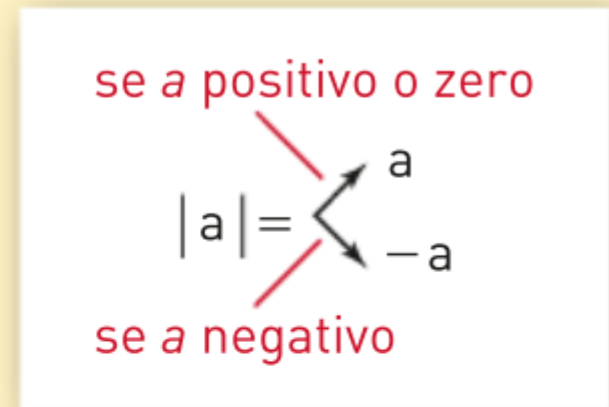 se a positivo o zero
a
|a|=
−a
se a negativo